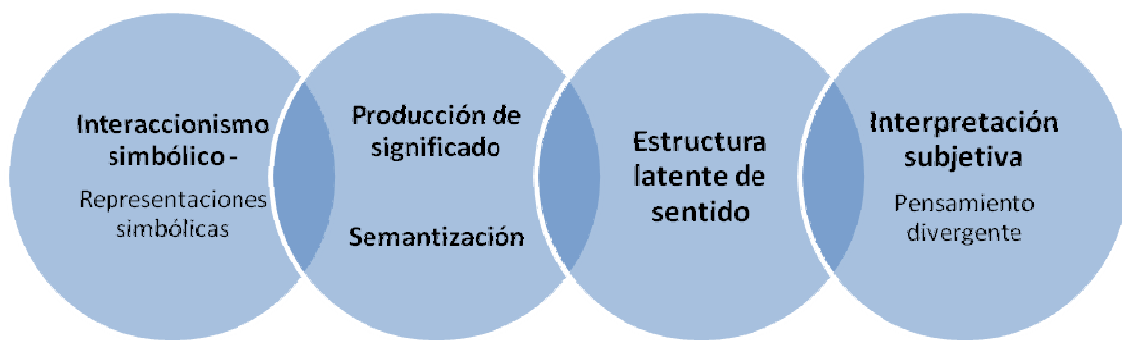 Interaccionismo
simbólico -
Representaciones
simbólicas
Producción de
significado
Semantización
Estructura
latente de
sentido
Interpretación
subjetiva
Pensamiento
divergente